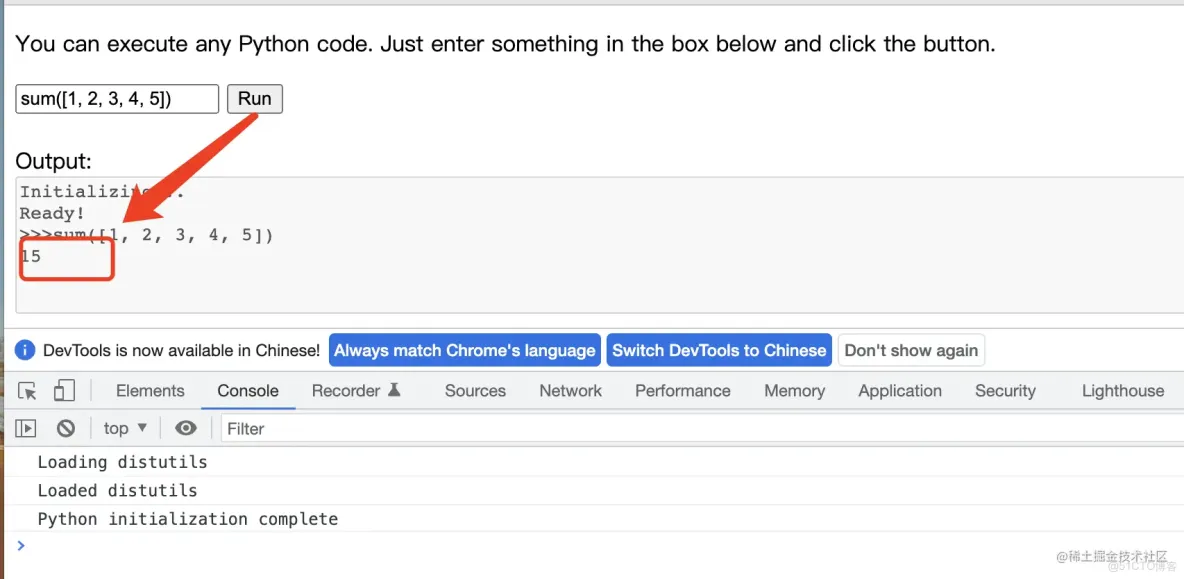 You can execute any Python code. Just enter something in the box below and click the button.
sum([1, 2, 3, 4, 5]) Run
Output:
Initializing...
Ready!
>>>sum([1, 2, 3, 4, 5])
15
DevTools is now available in Chinese! Always match Chrome's language Switch DevTools to Chinese Don't show again
Elements Console Recorder Sources Network Performance Memory Application Security Lighthouse
top Filter
Loading distutils
Loaded distutils
Python initialization complete
>
@稀土掘金技术社区
@51CTO博客